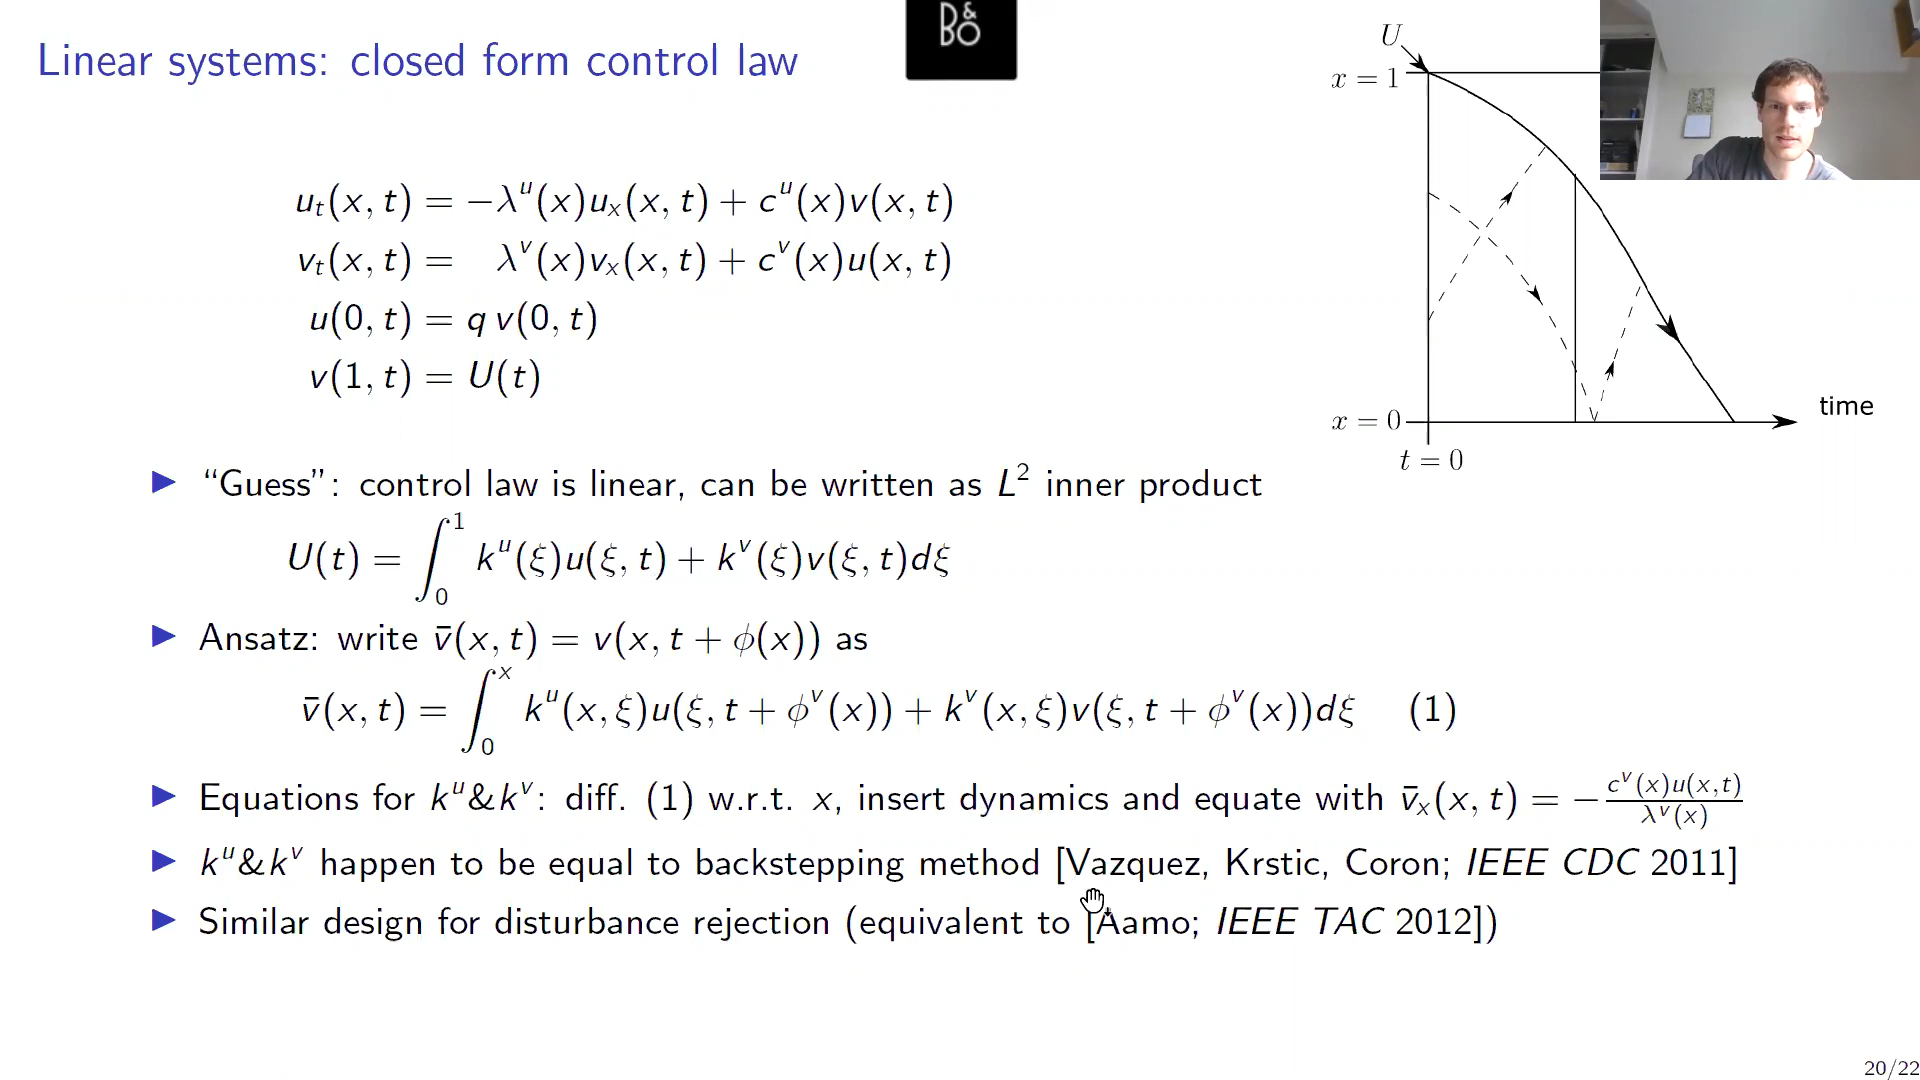 Linear systems: closed form control law
B&O
u_t(x, t) = −λ^u(x)u_x(x, t) + c^u(x)v(x, t)
v_t(x, t) = λ^v(x)v_x(x, t) + c^v(x)u(x, t)
u(0, t) = q v(0, t)
v(1, t) = U(t)
U
x = 1
x = 0
t = 0
time
▶ “Guess”: control law is linear, can be written as L² inner product
U(t) = ∫_0^1 k^u(ξ)u(ξ, t) + k^v(ξ)v(ξ, t)dξ
▶ Ansatz: write v̄(x, t) = v(x, t + ϕ(x)) as
v̄(x, t) = ∫_0^x k^u(x, ξ)u(ξ, t + ϕ^v(x)) + k^v(x, ξ)v(ξ, t + ϕ^v(x))dξ (1)
▶ Equations for k^u&k^v: diff. (1) w.r.t. x, insert dynamics and equate with v̄_x(x, t) = −c^v(x)u(x,t)/λ^v(x)
▶ k^u&k^v happen to be equal to backstepping method [Vazquez, Krstic, Coron; IEEE CDC 2011]
▶ Similar design for disturbance rejection (equivalent to [Aamo; IEEE TAC 2012])
20/22